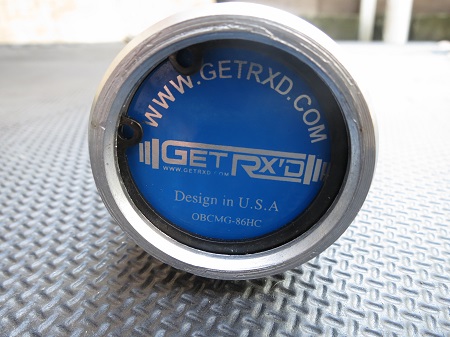 WWW.GETRXD.COM
GETRX'D
WWW.GETRXD.COM
Design in U.S.A
OBCMG-86HC